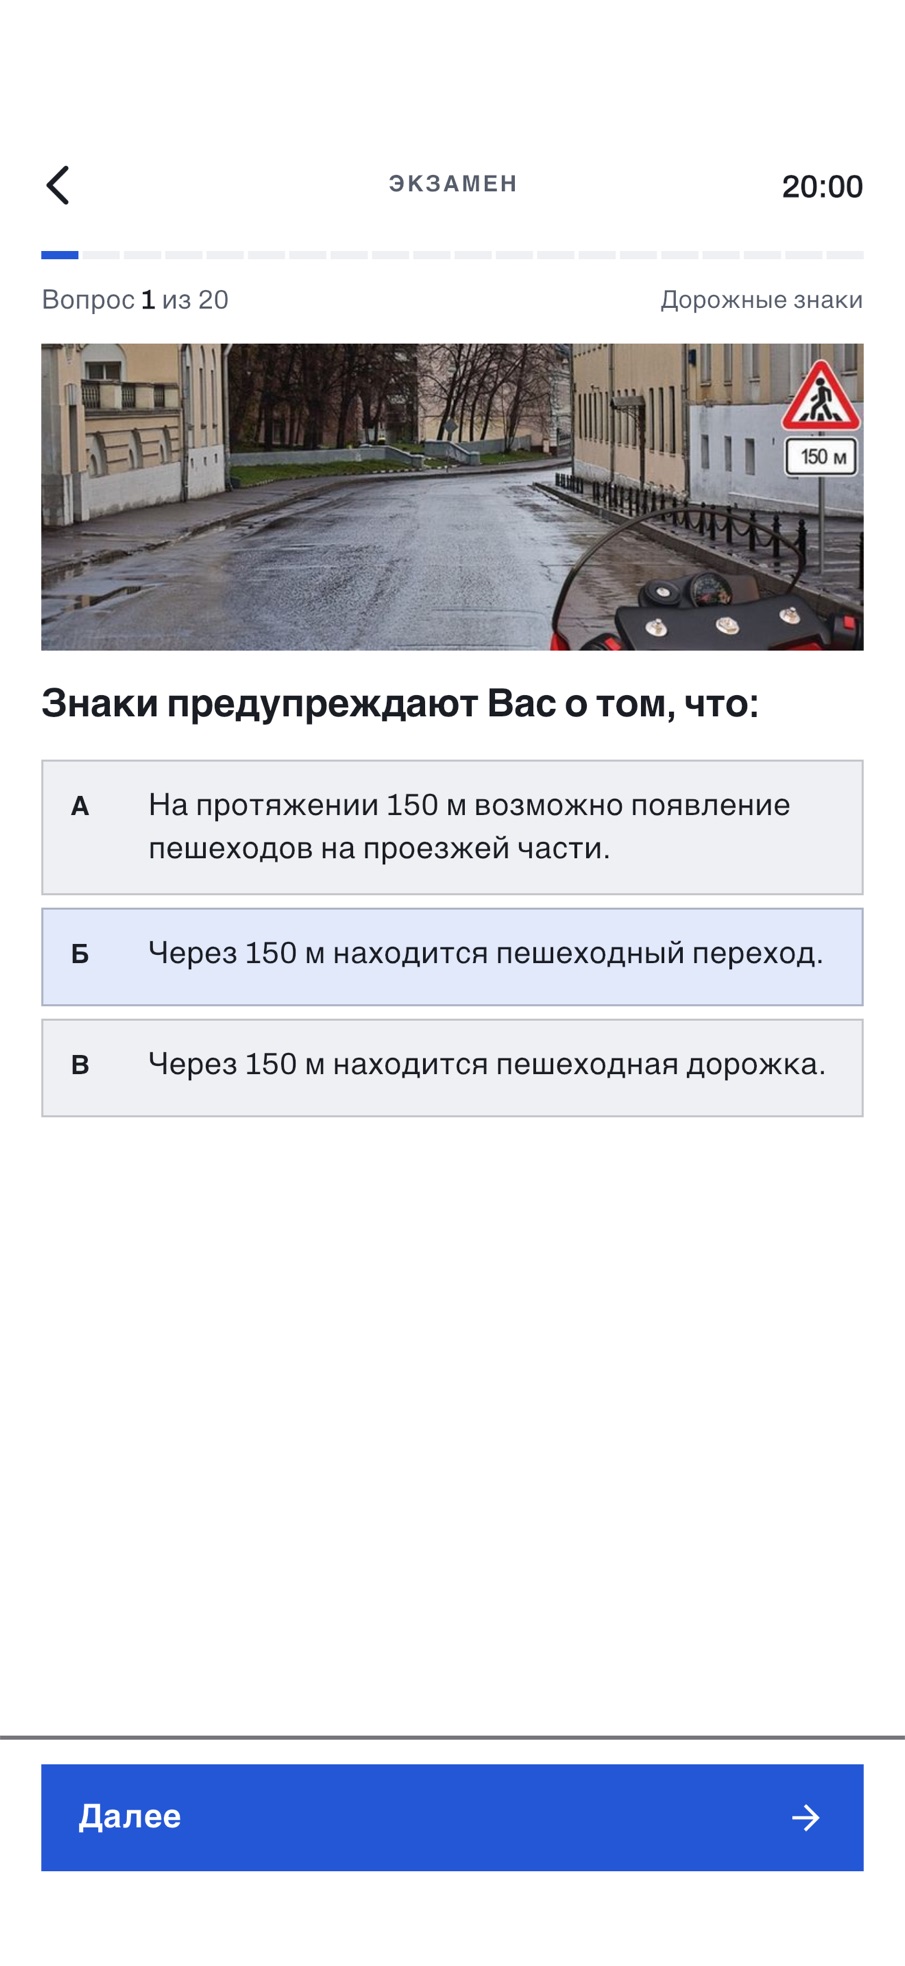 ЭКЗАМЕН
20:00
Вопрос 1 из 20
Дорожные знаки
150 м
Знаки предупреждают Вас о том, что:
А
На протяжении 150 м возможно появление
пешеходов на проезжей части.
Б
Через 150 м находится пешеходный переход.
В
Через 150 м находится пешеходная дорожка.
Далее